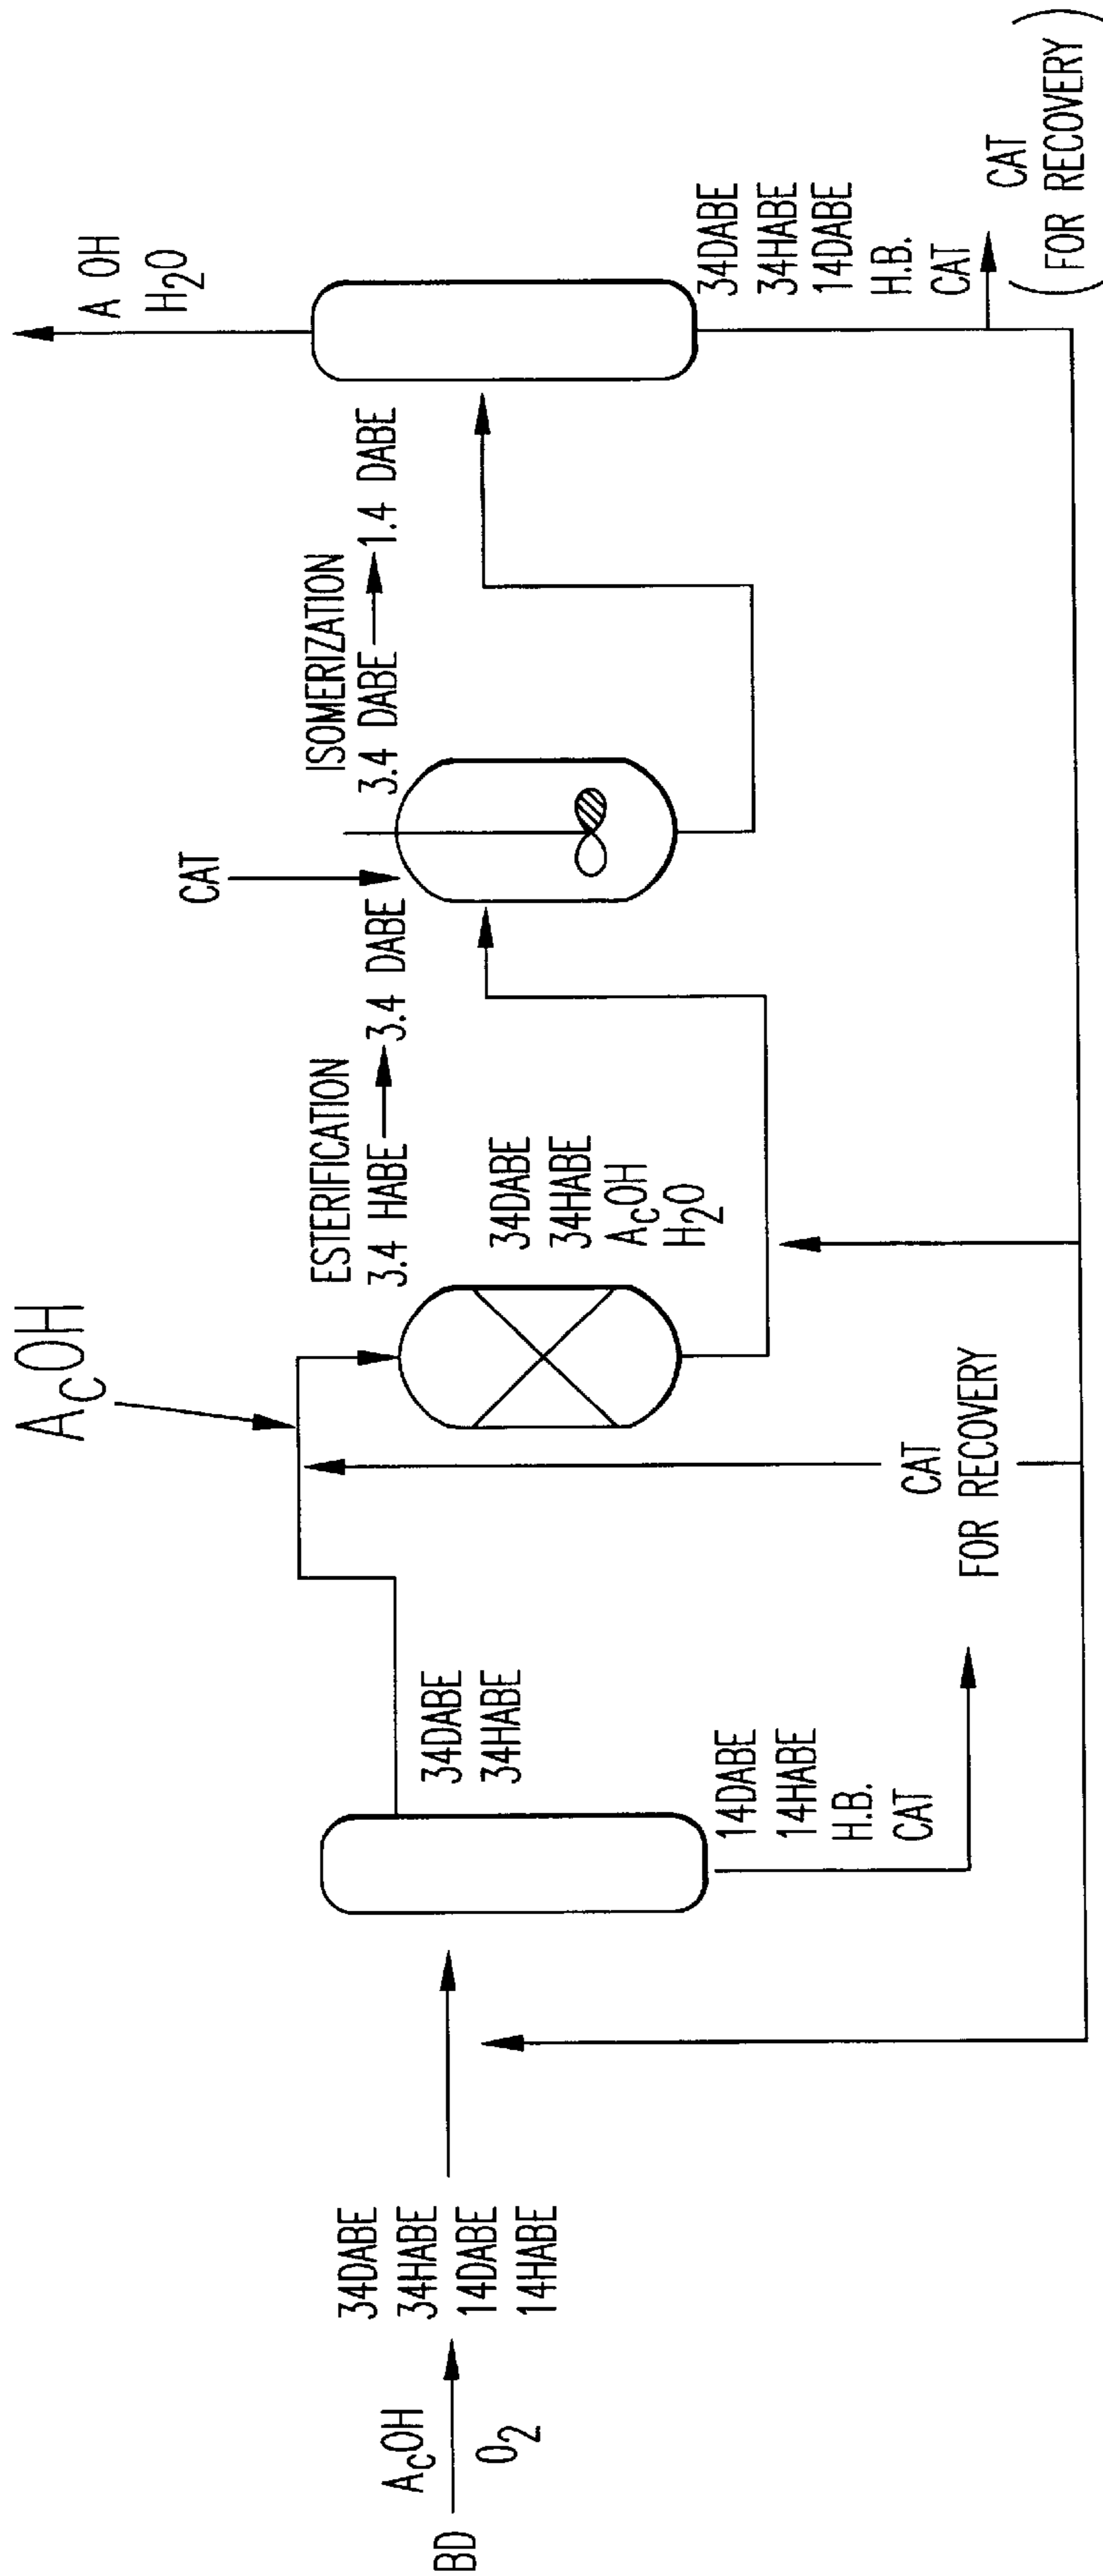 BD
AcOH
O2
34DABE
34HABE
14DABE
14HABE
34DABE
34HABE
14DABE
14HABE
H.B.
CAT
CAT
FOR RECOVERY
AcOH
ESTERIFICATION
3.4 HABE → 3.4 DABE
34DABE
34HABE
AcOH
H2O
CAT
ISOMERIZATION
3.4 DABE → 1.4 DABE
A OH
H2O
34DABE
34HABE
14DABE
H.B.
CAT
CAT
(FOR RECOVERY)